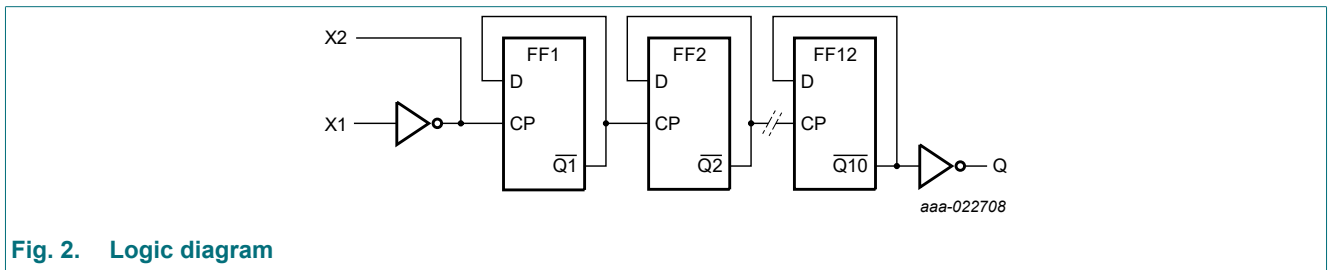 X2
FF1
FF2
FF12
D
D
D
X1
CP
CP
CP
Q1
Q2
Q10
Q
aaa-022708
Fig. 2. Logic diagram